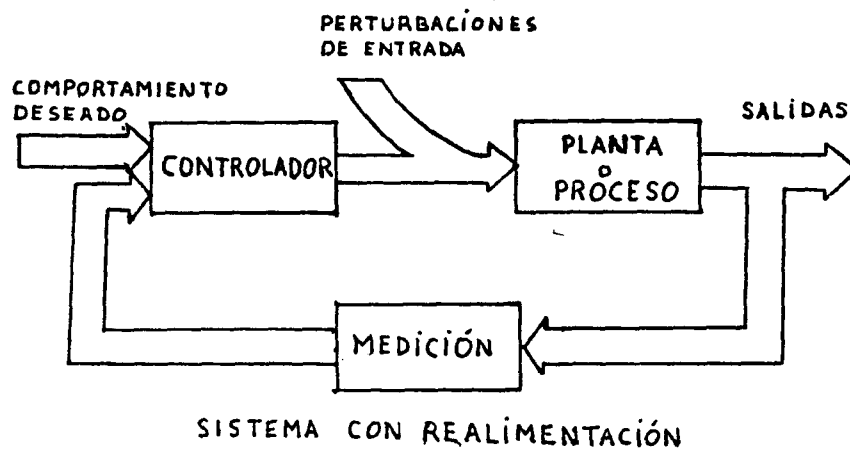 PERTURBACIONES
DE ENTRADA
COMPORTAMIENTO
DESEADO
SALIDAS
CONTROLADOR
PLANTA
O
PROCESO
MEDICIÓN
SISTEMA CON REALIMENTACIÓN